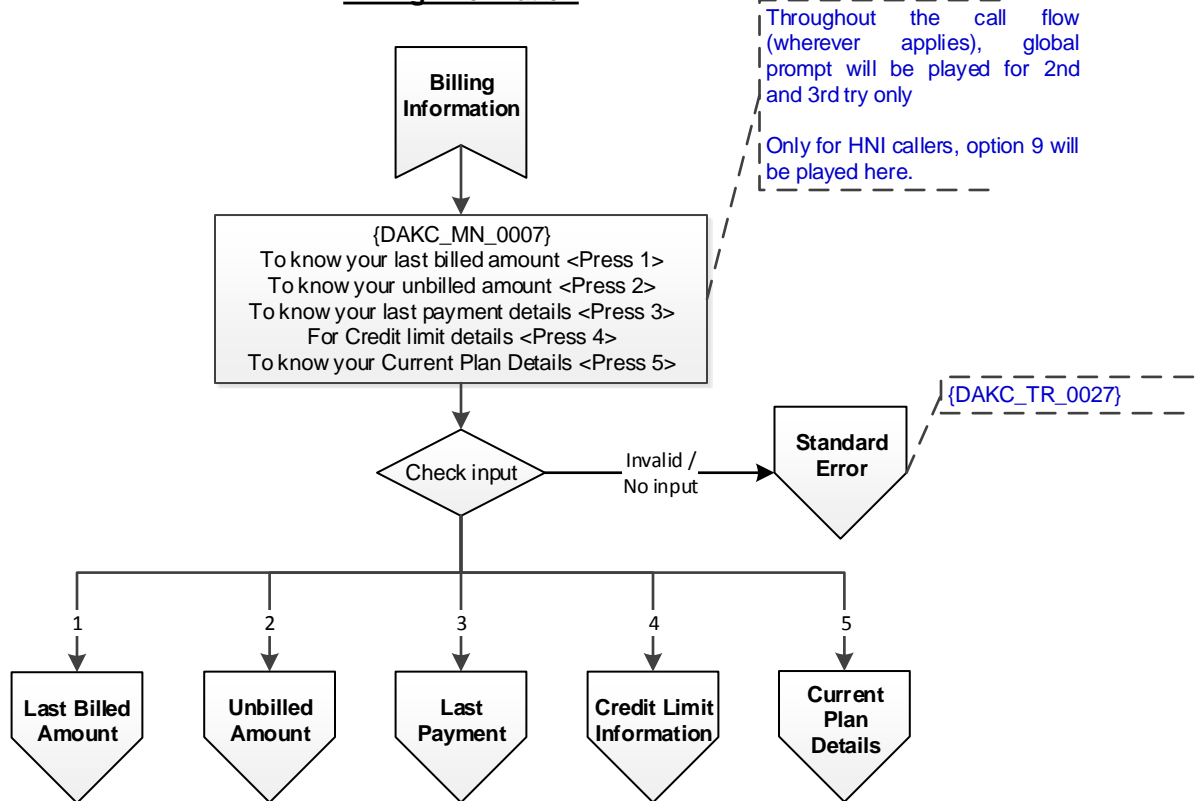 Throughout the call flow
(wherever applies), global
prompt will be played for 2nd
and 3rd try only
Only for HNI callers, option 9 will
be played here.
Billing
Information
{DAKC_MN_0007}
To know your last billed amount <Press 1>
To know your unbilled amount <Press 2>
To know your last payment details <Press 3>
For Credit limit details <Press 4>
To know your Current Plan Details <Press 5>
{DAKC_TR_0027}
Check input
Invalid /
No input
Standard
Error
1
2
3
4
5
Last Billed
Amount
Unbilled
Amount
Last
Payment
Credit Limit
Information
Current
Plan
Details